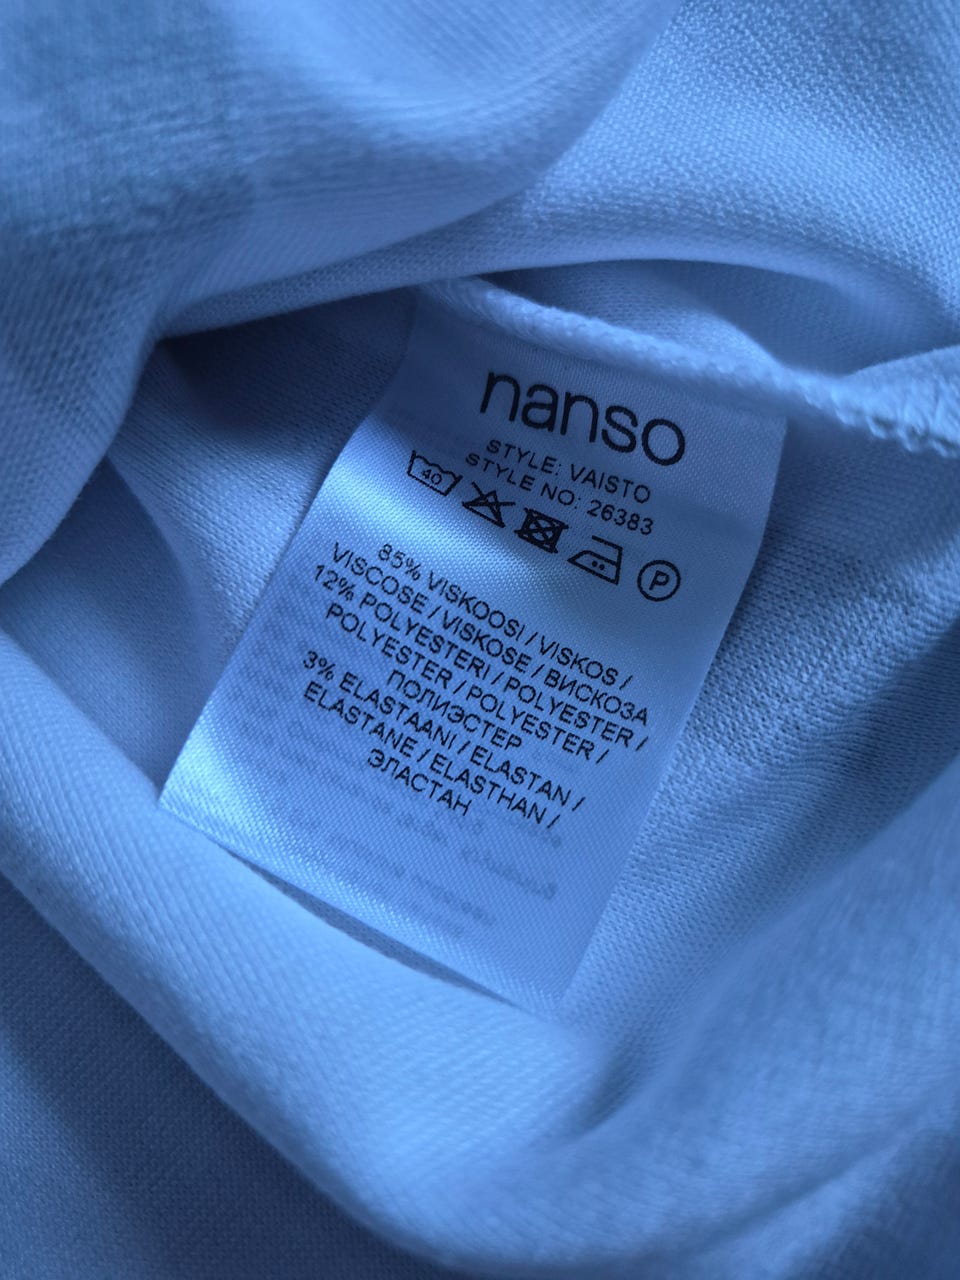 nanso
STYLE: VAISTO
STYLE NO: 26383
40 P
85% VISKOOSI / VISKOS /
VISCOSE / VISKOSE / ВИСКОЗА
12% POLYESTERI / POLYESTER /
POLYESTER / POLYESTER /
ПОЛИЭСТЕР
3% ELASTAANI / ELASTAN /
ELASTANE / ELASTHAN /
ЭЛАСТАН